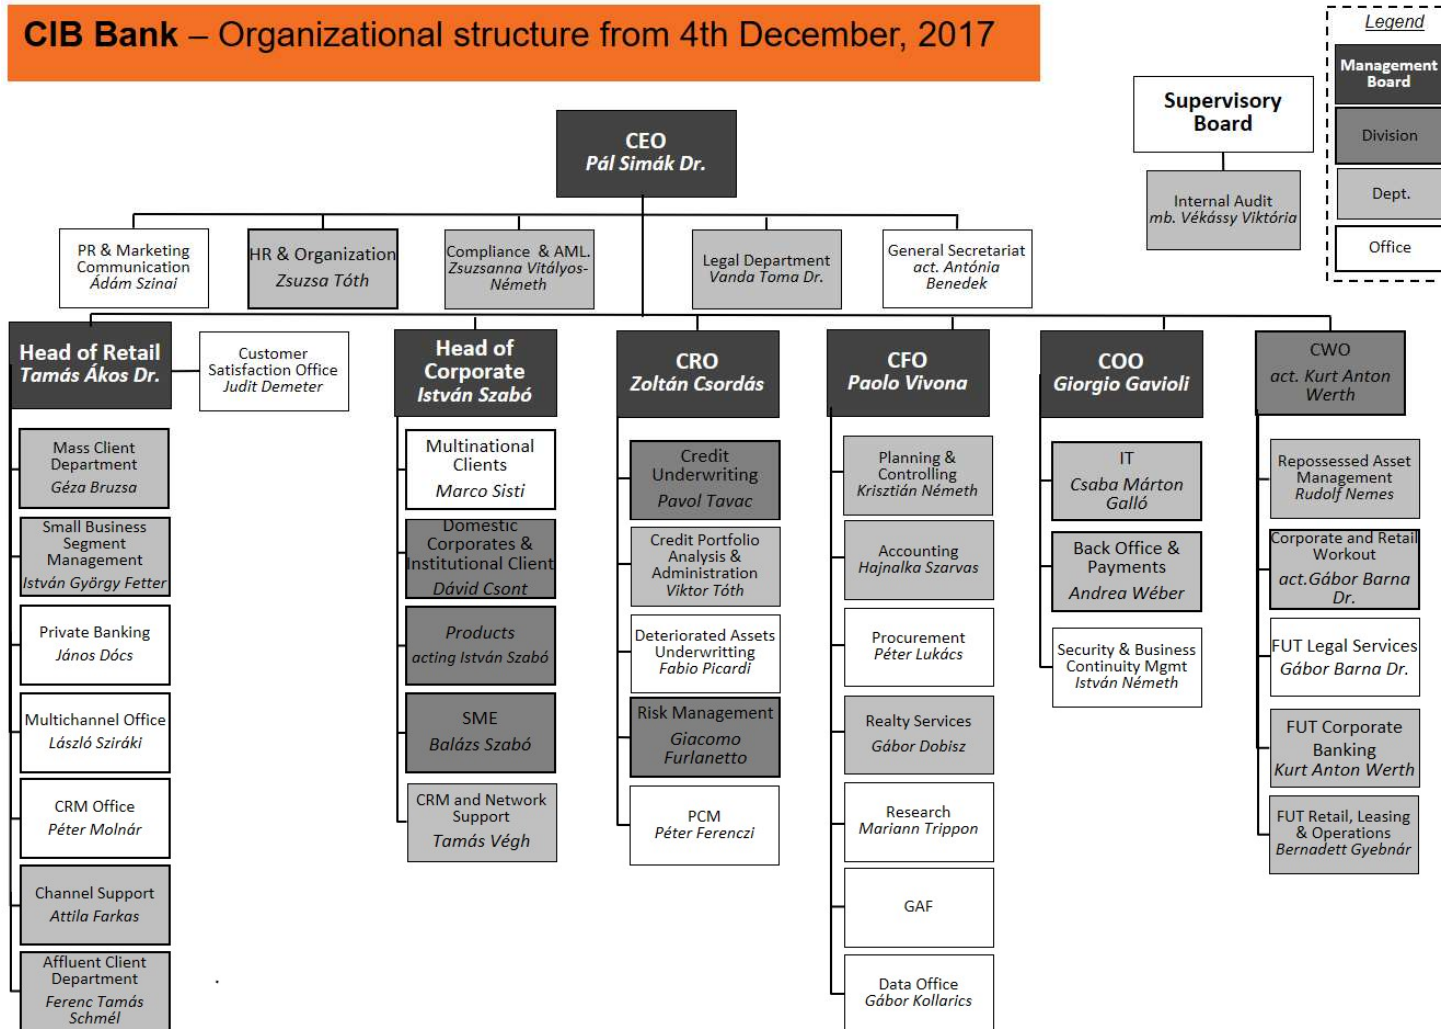 CIB Bank – Organizational structure from 4th December, 2017
Legend
Management
Board
Division
Dept.
Office
Supervisory
Board
Internal Audit
mb. Vékássy Viktória
CEO
Pál Simák Dr.
PR & Marketing
Communication
Ádám Szinai
HR & Organization
Zsuzsa Tóth
Compliance & AML.
Zsuzsanna Vitályos-
Németh
Legal Department
Vanda Toma Dr.
General Secretariat
act. Antónia
Benedek
Head of Retail
Tamás Ákos Dr.
Customer
Satisfaction Office
Judit Demeter
Head of
Corporate
István Szabó
CRO
Zoltán Csordás
CFO
Paolo Vivona
COO
Giorgio Gavioli
CWO
act. Kurt Anton
Werth
Mass Client
Department
Géza Bruzsa
Small Business
Segment
Management
István György Fetter
Private Banking
János Dócs
Multichannel Office
László Sziráki
CRM Office
Péter Molnár
Channel Support
Attila Farkas
Affluent Client
Department
Ferenc Tamás
Schmél
Multinational
Clients
Marco Sisti
Domestic
Corporates &
Institutional Client
Dávid Csont
Products
acting István Szabó
SME
Balázs Szabó
CRM and Network
Support
Tamás Végh
Credit
Underwriting
Pavol Tavac
Credit Portfolio
Analysis &
Administration
Viktor Tóth
Deteriorated Assets
Underwritting
Fabio Picardi
Risk Management
Giacomo
Furlanetto
PCM
Péter Ferenczi
Planning &
Controlling
Krisztián Németh
Accounting
Hajnalka Szarvas
Procurement
Péter Lukács
Realty Services
Gábor Dobisz
Research
Mariann Trippon
GAF
Data Office
Gábor Kollarics
IT
Csaba Márton
Galló
Back Office &
Payments
Andrea Wéber
Security & Business
Continuity Mgmt
István Németh
Repossessed Asset
Management
Rudolf Nemes
Corporate and Retail
Workout
act.Gábor Barna
Dr.
FUT Legal Services
Gábor Barna Dr.
FUT Corporate
Banking
Kurt Anton Werth
FUT Retail, Leasing
& Operations
Bernadett Gyebnár